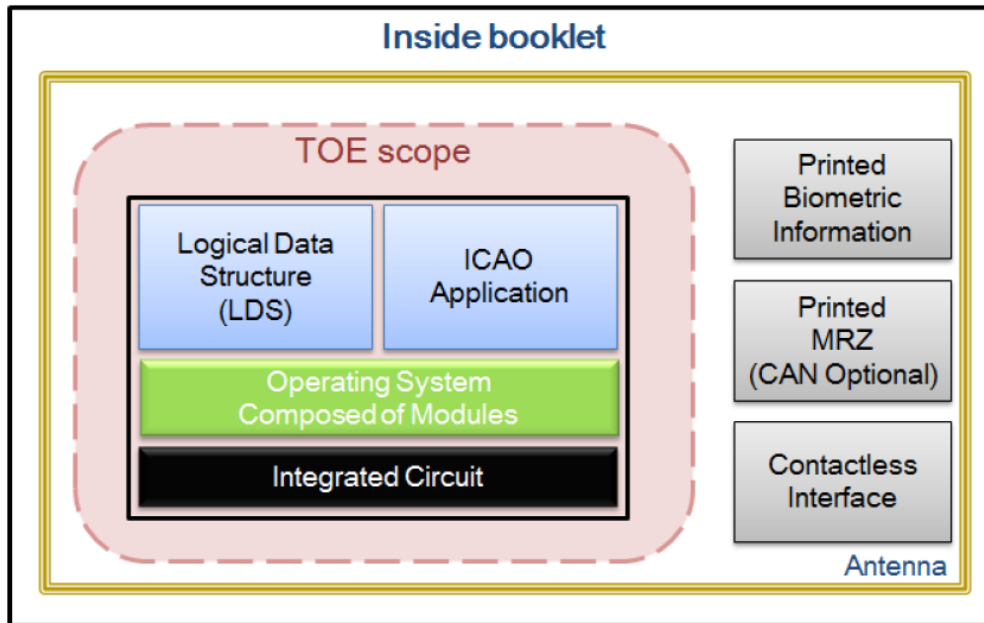 Inside booklet
TOE scope
Logical Data
Structure
(LDS)
ICAO
Application
Operating System
Composed of Modules
Integrated Circuit
Printed
Biometric
Information
Printed
MRZ
(CAN Optional)
Contactless
Interface
Antenna